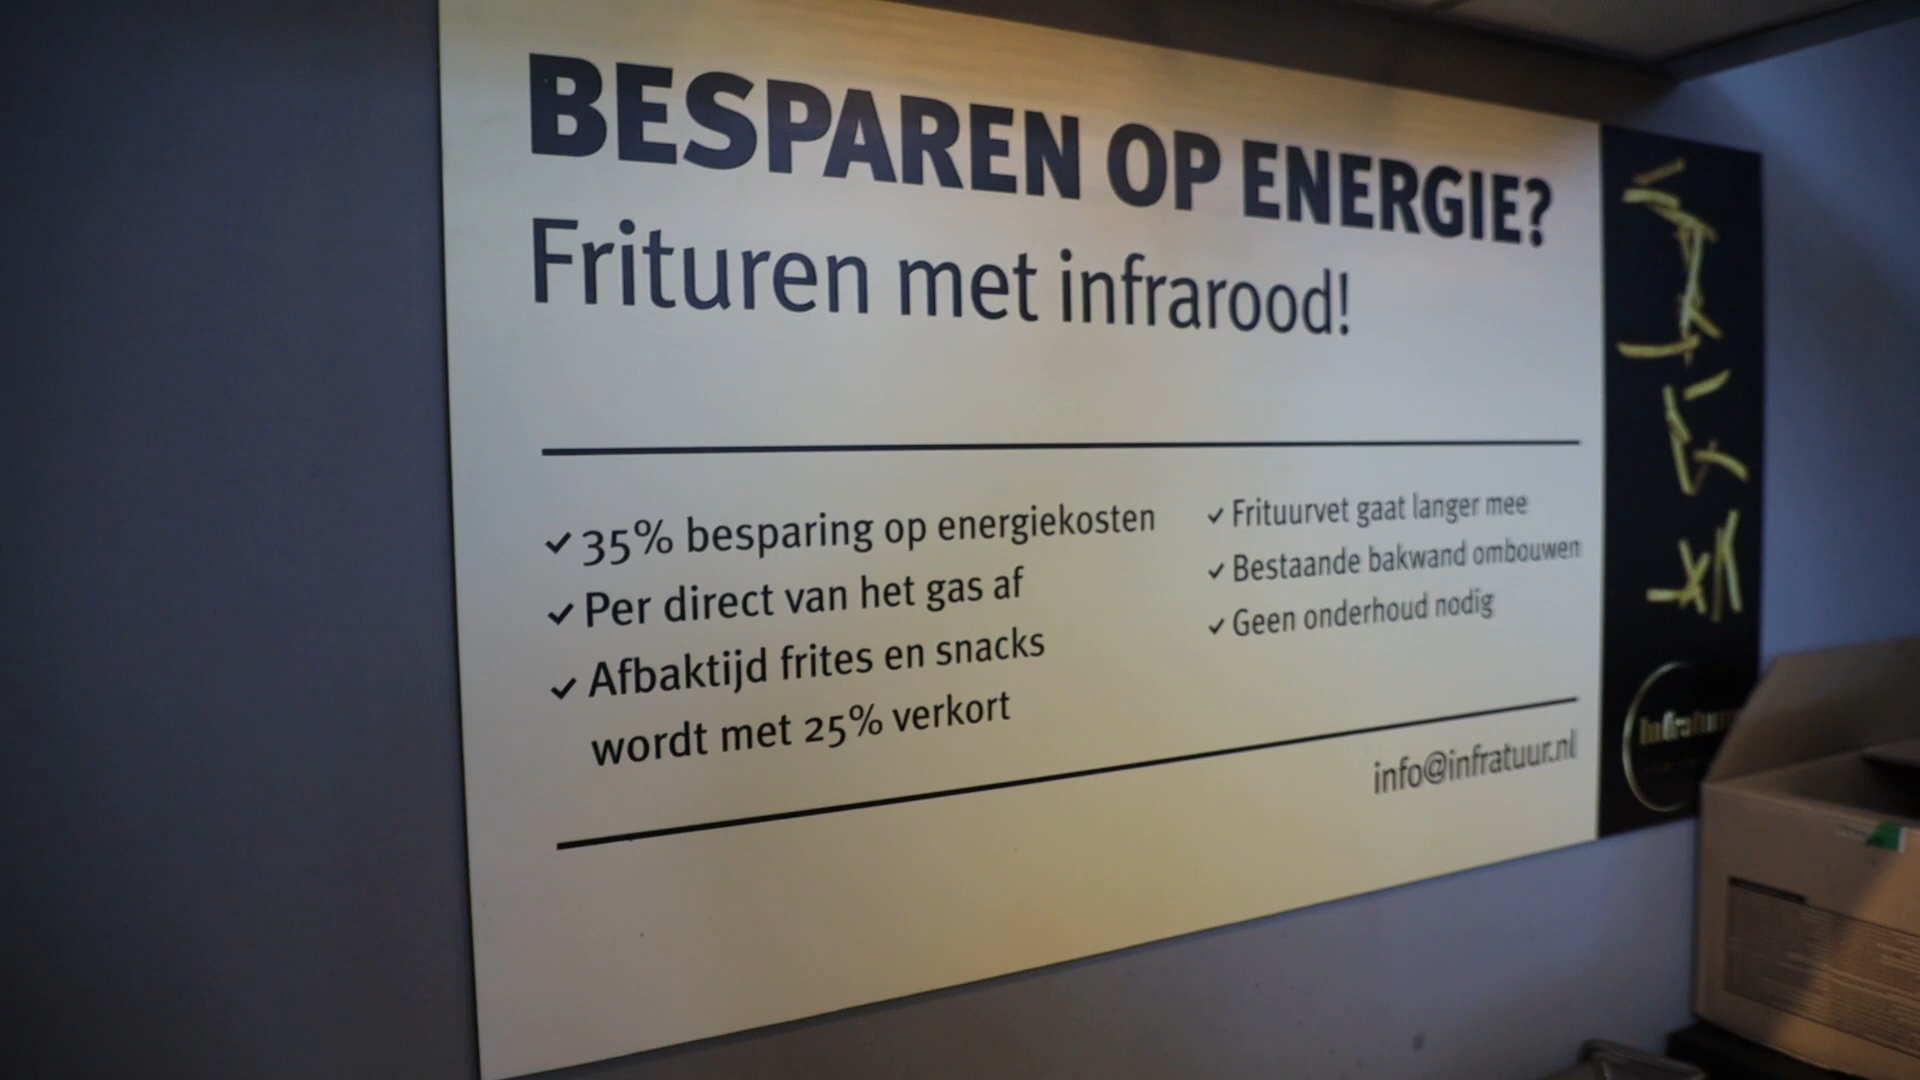 BESPAREN OP ENERGIE?
Frituren met infrarood!
✓ 35% besparing op energiekosten
✓ Per direct van het gas af
✓ Afbaktijd frites en snacks
wordt met 25% verkort
✓ Frituurvet gaat langer mee
✓ Bestaande bakwand ombouwen
✓ Geen onderhoud nodig
info@infratuur.nl